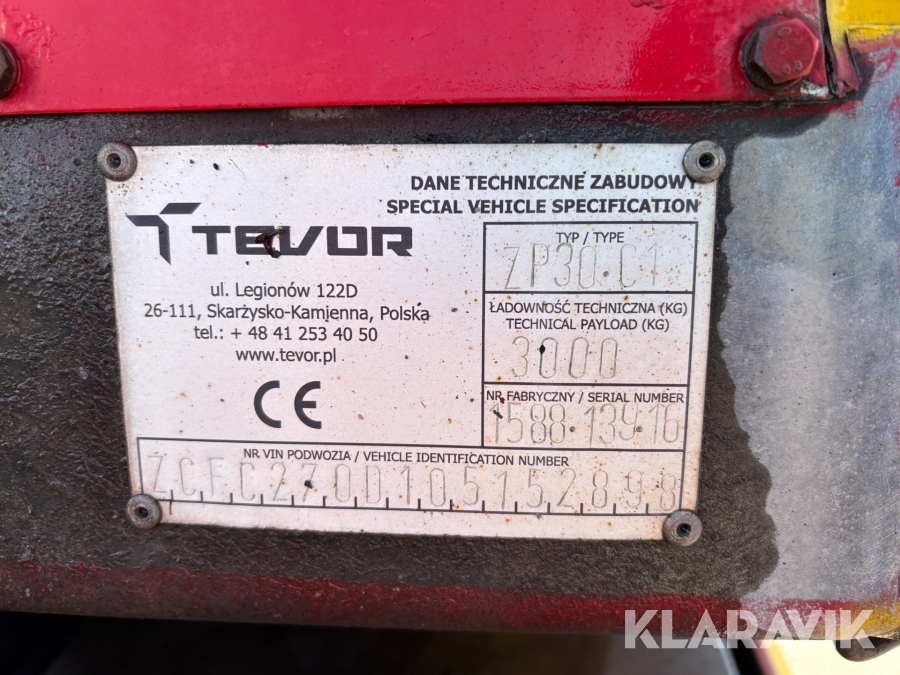 DANE TECHNICZNE ZABUDOWY
SPECIAL VEHICLE SPECIFICATION
TEVOR
ul. Legionów 122D
26-111, Skarżysko-Kamienna, Polska
tel.: + 48 41 253 40 50
www.tevor.pl
CE
TYP / TYPE
ZP30.C1
ŁADOWNOŚĆ TECHNICZNA (KG)
TECHNICAL PAYLOAD (KG)
3000
NR FABRYCZNY / SERIAL NUMBER
1588.139.16
NR VIN PODWOZIA / VEHICLE IDENTIFICATION NUMBER
ZCFC270D105152898
KLARAVIK